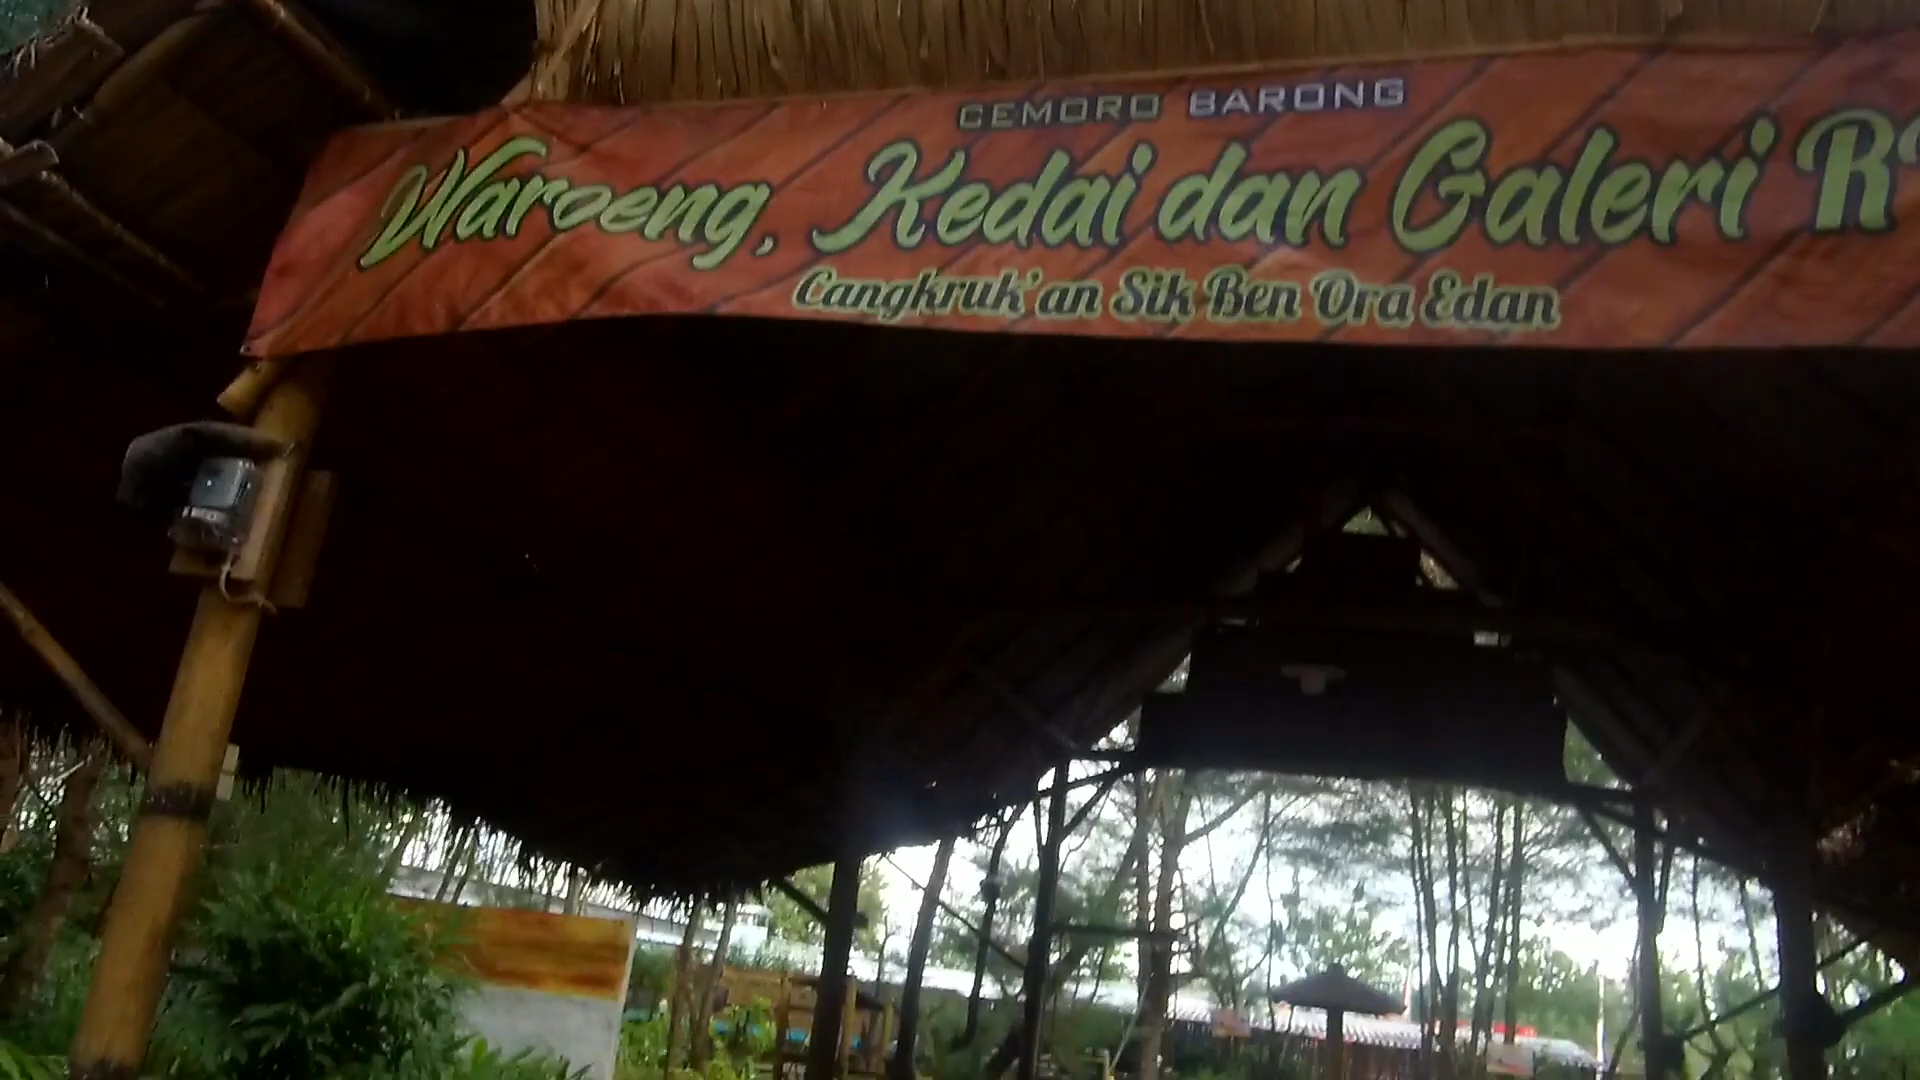 CEMORO BARONG
Waroeng, Kedai dan Galeri
Cangkruk'an Sik Ben Ora Edan